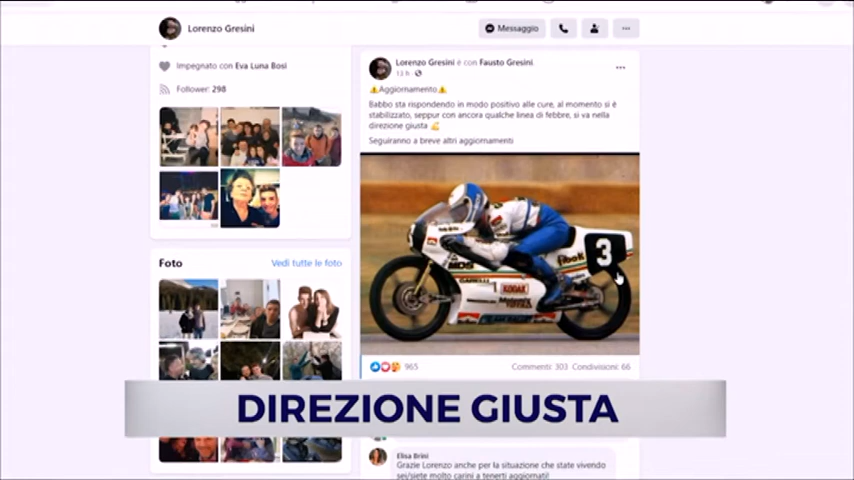 Lorenzo Gresini
Messaggio
Impegnato con Eva Luna Bosi
Follower: 298
Lorenzo Gresini è con Fausto Gresini.
13 h
⚠️Aggiornamento⚠️
Babbo sta rispondendo in modo positivo alle cure, al momento si è
stabilizzato, seppur con ancora qualche linea di febbre, si va nella
direzione giusta 💪
Seguiranno a breve altri aggiornamenti
3
fibok
MDS
GARELLI
KODAK
Foto
Vedi tutte le foto
965
Commenti: 303 Condivisioni: 66
DIREZIONE GIUSTA
Elisa Brini
Grazie Lorenzo anche per la situazione che state vivendo
sei/siete molto carini a tenerti aggiornati!